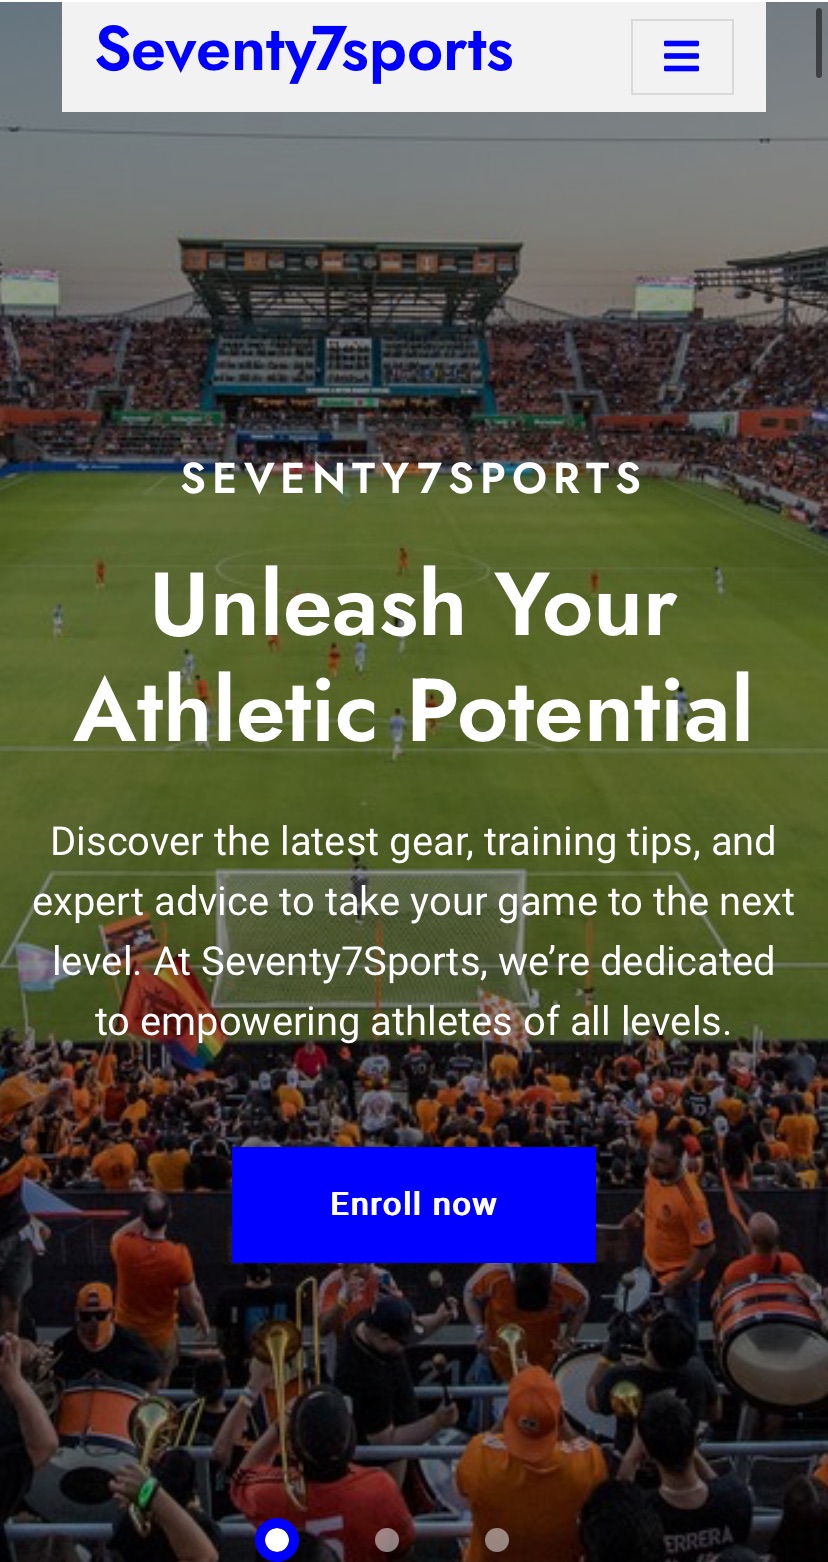 Seventy7sports
SEVENTY7SPORTS
Unleash Your
Athletic Potential
Discover the latest gear, training tips, and
expert advice to take your game to the next
level. At Seventy7Sports, we’re dedicated
to empowering athletes of all levels.
Enroll now
ERRERA